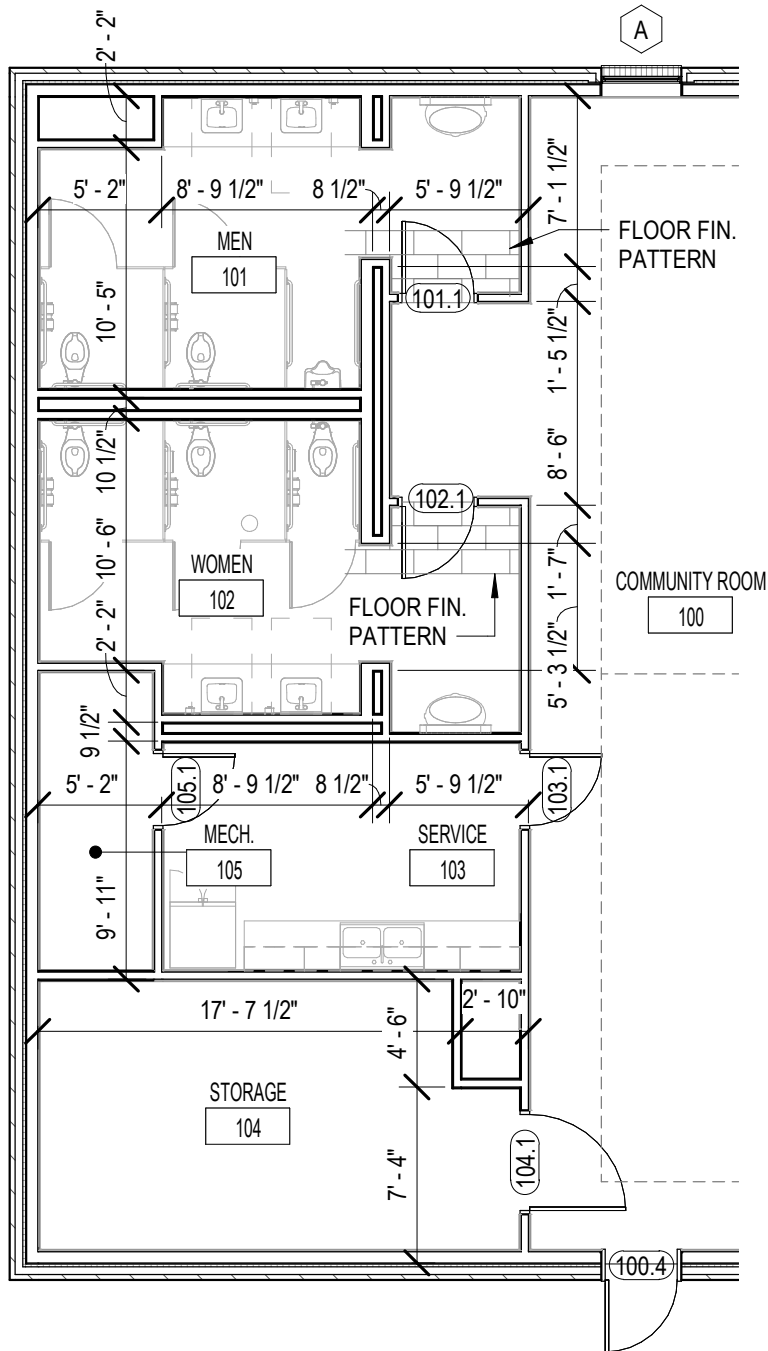 A
2' - 2"
5' - 2"
8' - 9 1/2"
8 1/2"
5' - 9 1/2"
7' - 1 1/2"
MEN
101
FLOOR FIN.
PATTERN
101.1
10' - 5"
1' - 5 1/2"
10 1/2"
8' - 6"
102.1
10' - 6"
WOMEN
102
FLOOR FIN.
PATTERN
1' - 7"
COMMUNITY ROOM
100
2' - 2"
5' - 3 1/2"
9 1/2"
5' - 2"
105.1
8' - 9 1/2"
8 1/2"
5' - 9 1/2"
103.1
MECH.
105
SERVICE
103
9' - 11"
17' - 7 1/2"
2' - 10"
4' - 6"
STORAGE
104
7' - 4"
104.1
100.4